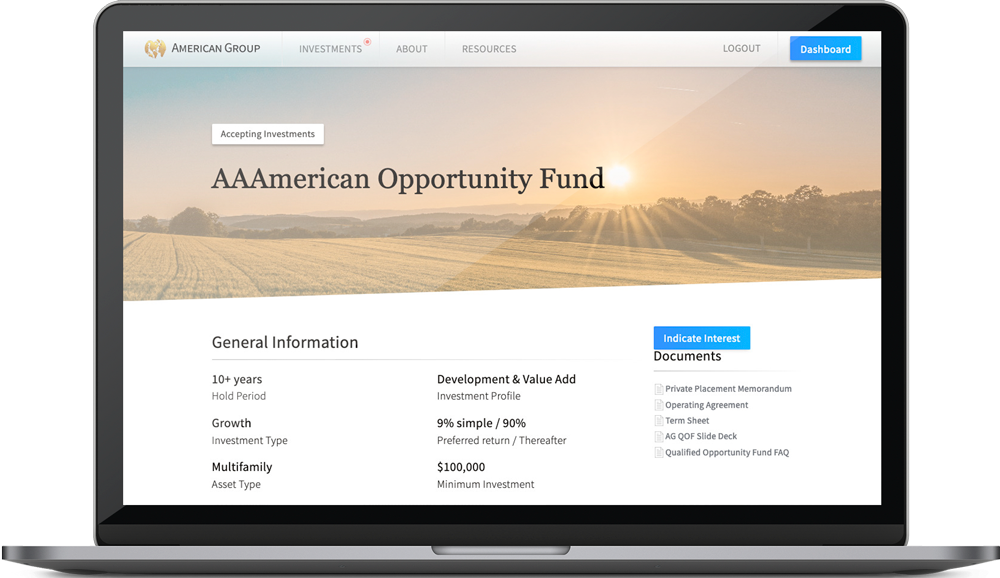 AMERICAN GROUP
INVESTMENTS
ABOUT
RESOURCES
LOGOUT
Dashboard
Accepting Investments
AAAmerican Opportunity Fund
General Information
10+ years
Hold Period
Development & Value Add
Investment Profile
Growth
Investment Type
9% simple / 90%
Preferred return / Thereafter
Multifamily
Asset Type
$100,000
Minimum Investment
Indicate Interest
Documents
Private Placement Memorandum
Operating Agreement
Term Sheet
AG QOF Slide Deck
Qualified Opportunity Fund FAQ